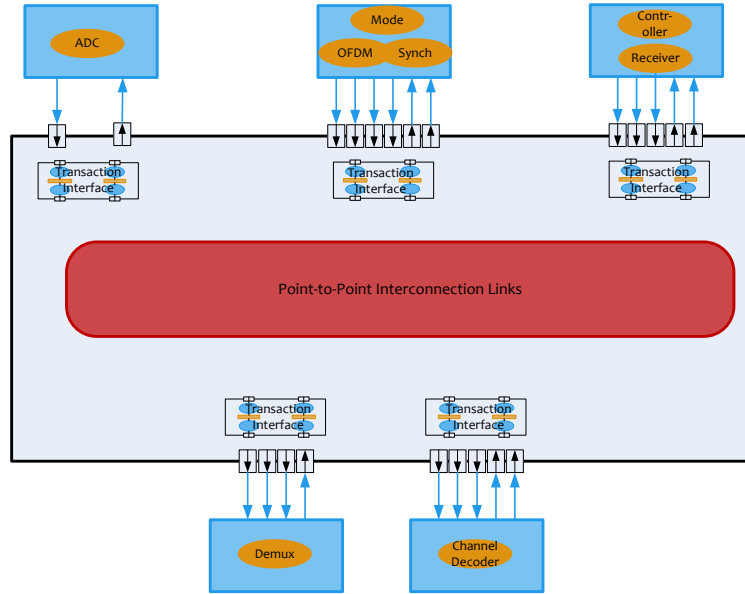 ADC
Mode
OFDM
Synch
Contr-
oller
Receiver
Transaction
Interface
Transaction
Interface
Transaction
Interface
Point-to-Point Interconnection Links
Transaction
Interface
Transaction
Interface
Demux
Channel
Decoder